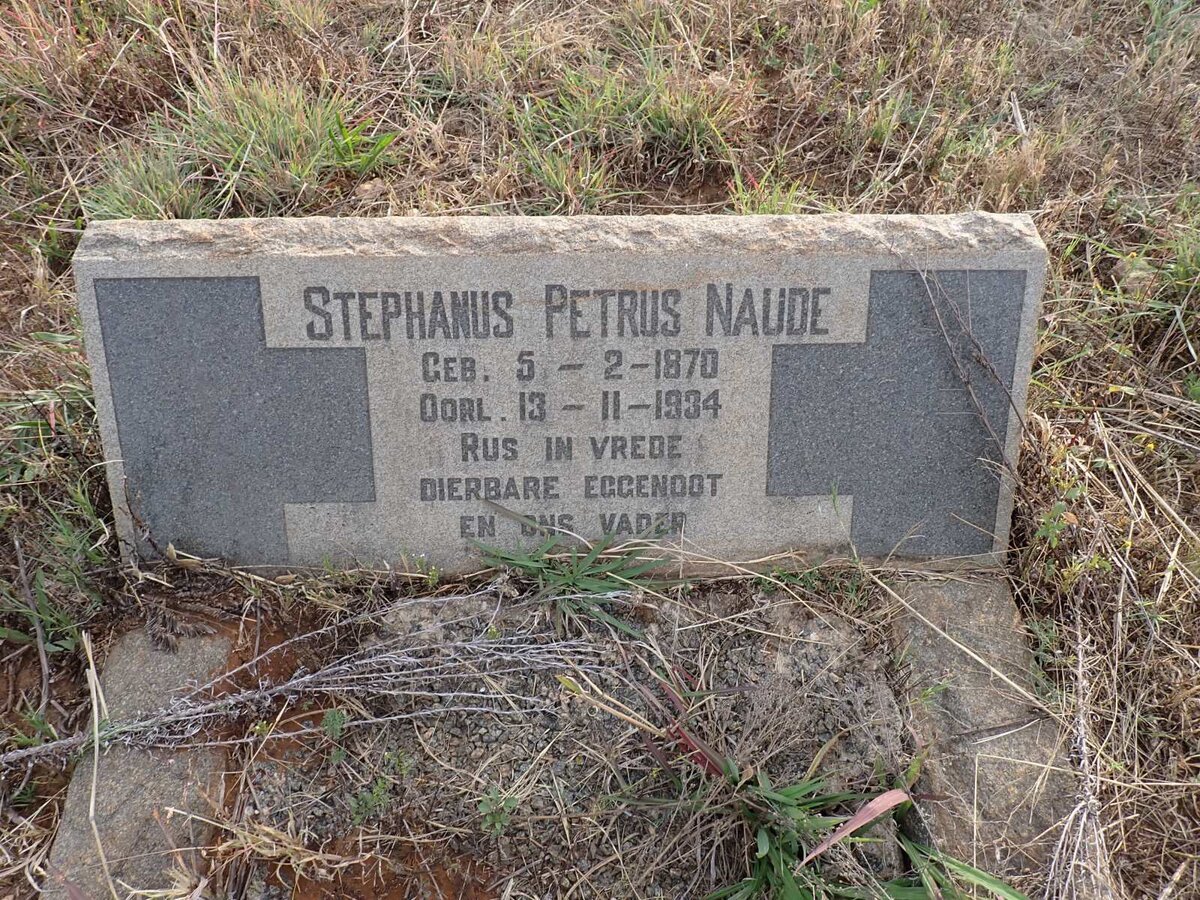 STEPHANUS PETRUS NAUDE
GEB. 5 – 2–1870
OORL. 13 – 11–1934
RUS IN VREDE
DIERBARE EGGENOOT
EN ONS VADER